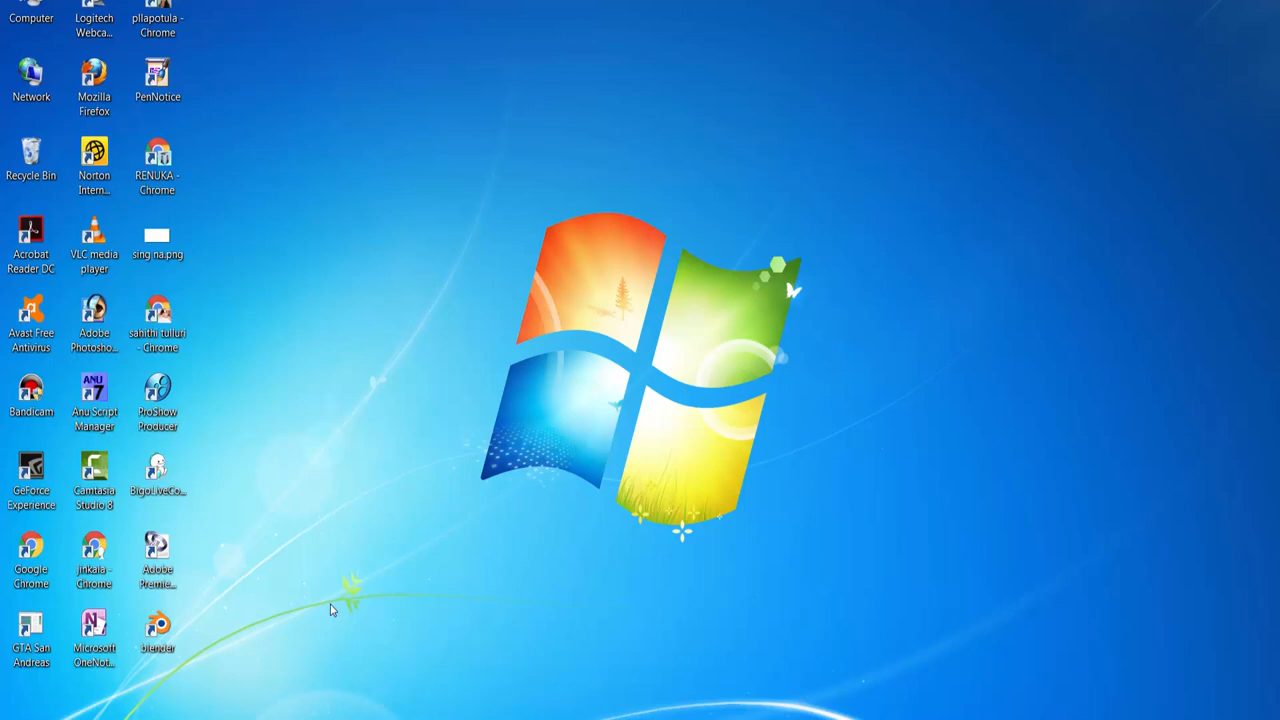 Computer
Logitech
Webca...
pllapotula -
Chrome
Network
Mozilla
Firefox
PenNotice
Recycle Bin
Norton
Intern...
RENUKA -
Chrome
Acrobat
Reader DC
VLC media
player
sing na.png
Avast Free
Antivirus
Adobe
Photosho...
sahithi tulluri
- Chrome
Bandicam
ANU
7
Anu Script
Manager
ProShow
Producer
GeForce
Experience
Camtasia
Studio 8
BigoLiveCo...
Google
Chrome
jinkala -
Chrome
Adobe
Premie...
GTA San
Andreas
Microsoft
OneNot...
blender